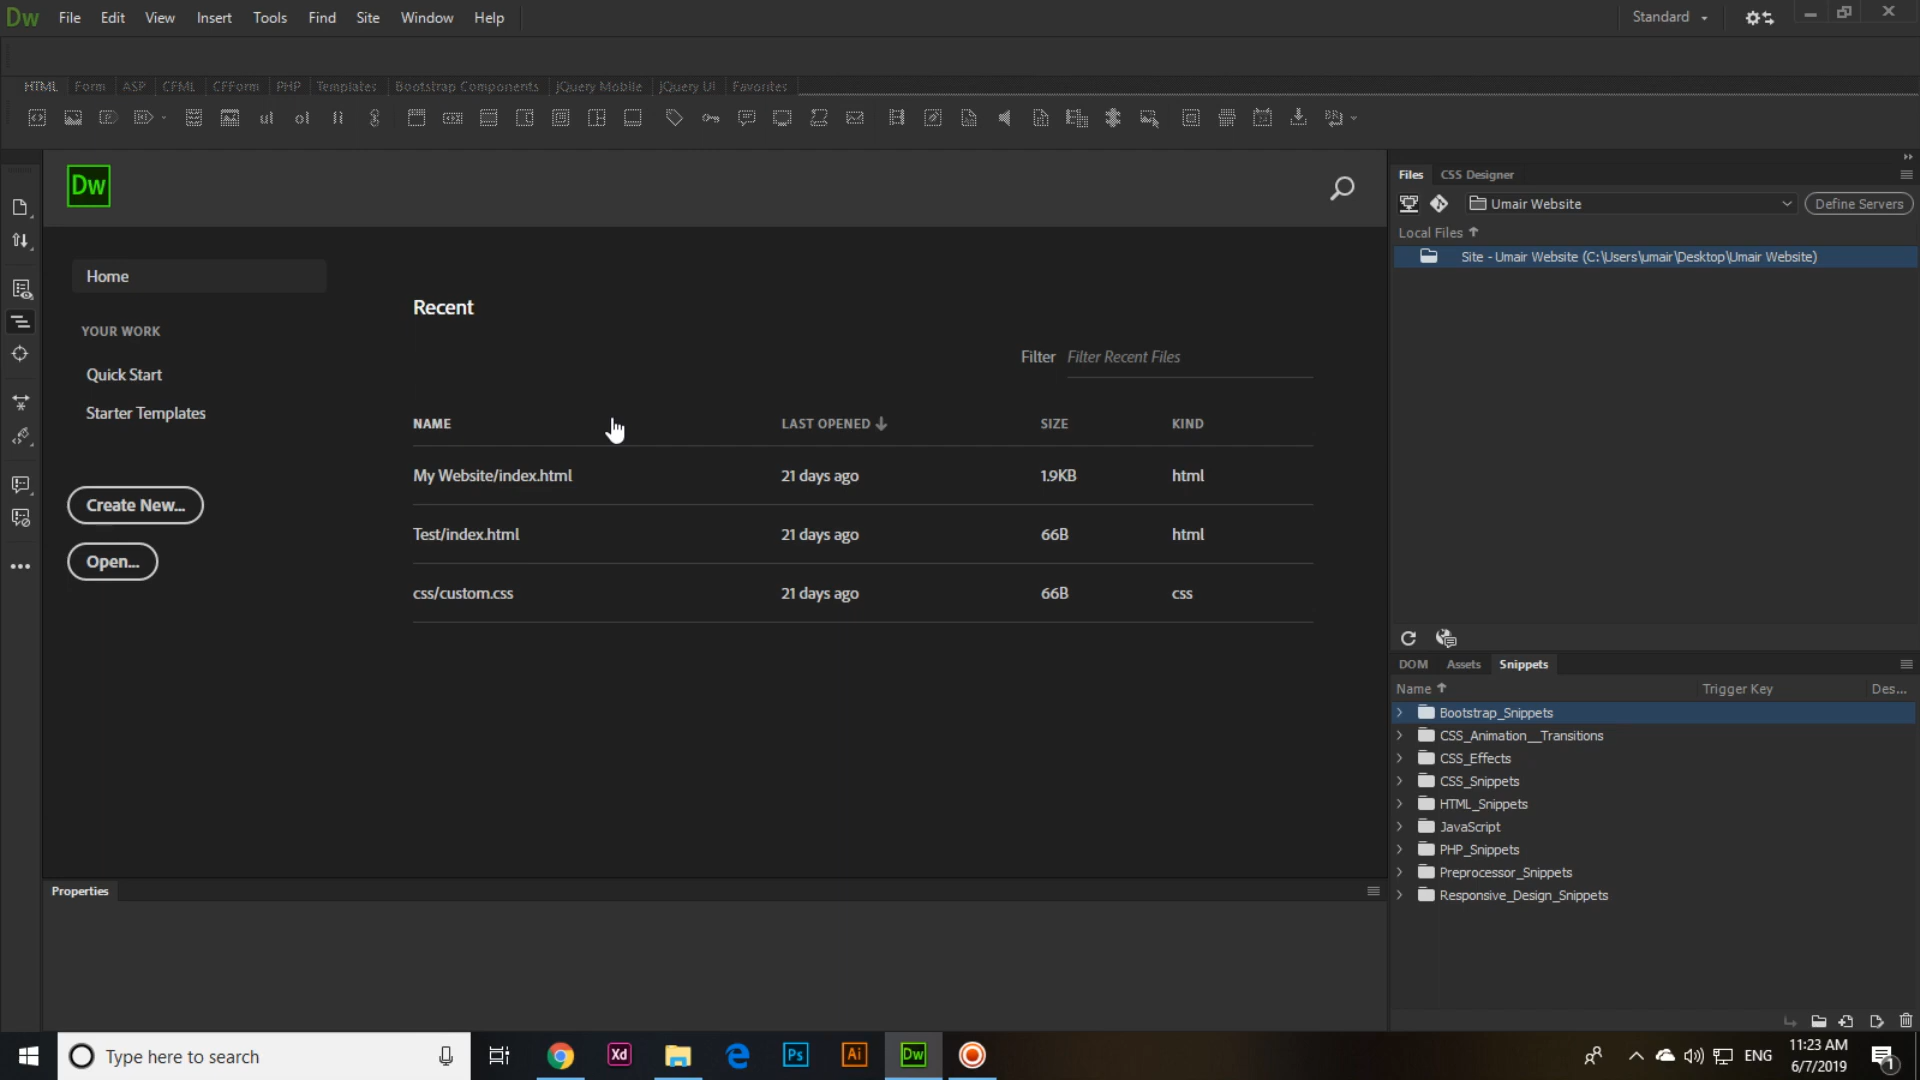 Dw File Edit View Insert Tools Find Site Window Help Standard
HTML Form ASP CFML CFForm PHP Templates Bootstrap Components jQuery Mobile jQuery UI Favorites
ul ol li
Dw
Home
YOUR WORK
Quick Start
Starter Templates
Create New...
Open...
Recent
Filter Filter Recent Files
NAME LAST OPENED SIZE KIND
My Website/index.html 21 days ago 1.9KB html
Test/index.html 21 days ago 66B html
css/custom.css 21 days ago 66B css
Properties
Files CSS Designer
Umair Website Define Servers
Local Files
Site - Umair Website (C:\Users\umair\Desktop\Umair Website)
DOM Assets Snippets
Name Trigger Key Des...
Bootstrap_Snippets
CSS_Animation__Transitions
CSS_Effects
CSS_Snippets
HTML_Snippets
JavaScript
PHP_Snippets
Preprocessor_Snippets
Responsive_Design_Snippets
Type here to search Xd Ps Ai Dw ENG
11:23 AM
6/7/2019
1